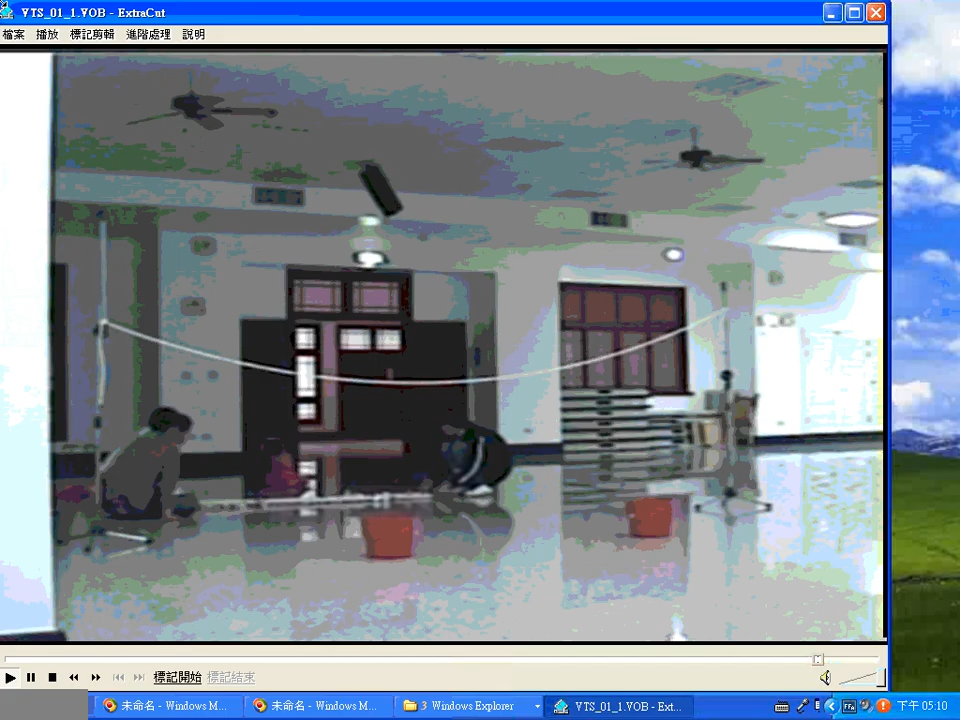 VTS_01_1.VOB - ExtraCut
檔案 播放 標記剪輯 進階處理 說明
標記開始 標記結束
未命名 - Windows M... 未命名 - Windows M... 3 Windows Explorer VTS_01_1.VOB - Ext... 下午 05:10